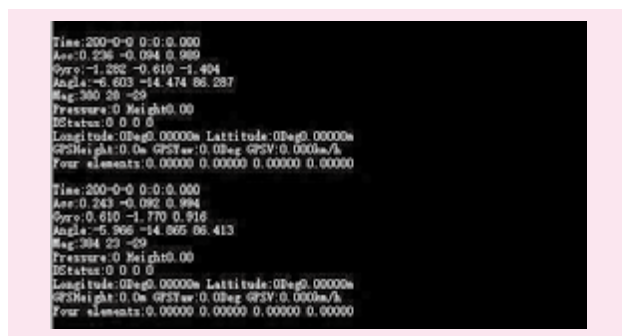 Time:200-0-0 0:0:0.000
Acc:0.236 -0.094 0.989
Gyro:-1.282 -0.610 -1.404
Angle:-6.603 -14.474 86.287
Mag:380 28 -29
Pressure:0 Height0.00
DStatus:0 0 0 0
Longitude:0Deg0.00000m Lattitude:0Deg0.00000m
GPSHeight:0.0m GPSYaw:0.0Deg GPSV:0.000km/h
Four elements:0.00000 0.00000 0.00000 0.00000
Time:200-0-0 0:0:0.000
Acc:0.243 -0.092 0.994
Gyro:0.610 -1.770 0.916
Angle:-5.966 -14.865 86.413
Mag:384 23 -29
Pressure:0 Height0.00
DStatus:0 0 0 0
Longitude:0Deg0.00000m Lattitude:0Deg0.00000m
GPSHeight:0.0m GPSYaw:0.0Deg GPSV:0.000km/h
Four elements:0.00000 0.00000 0.00000 0.00000